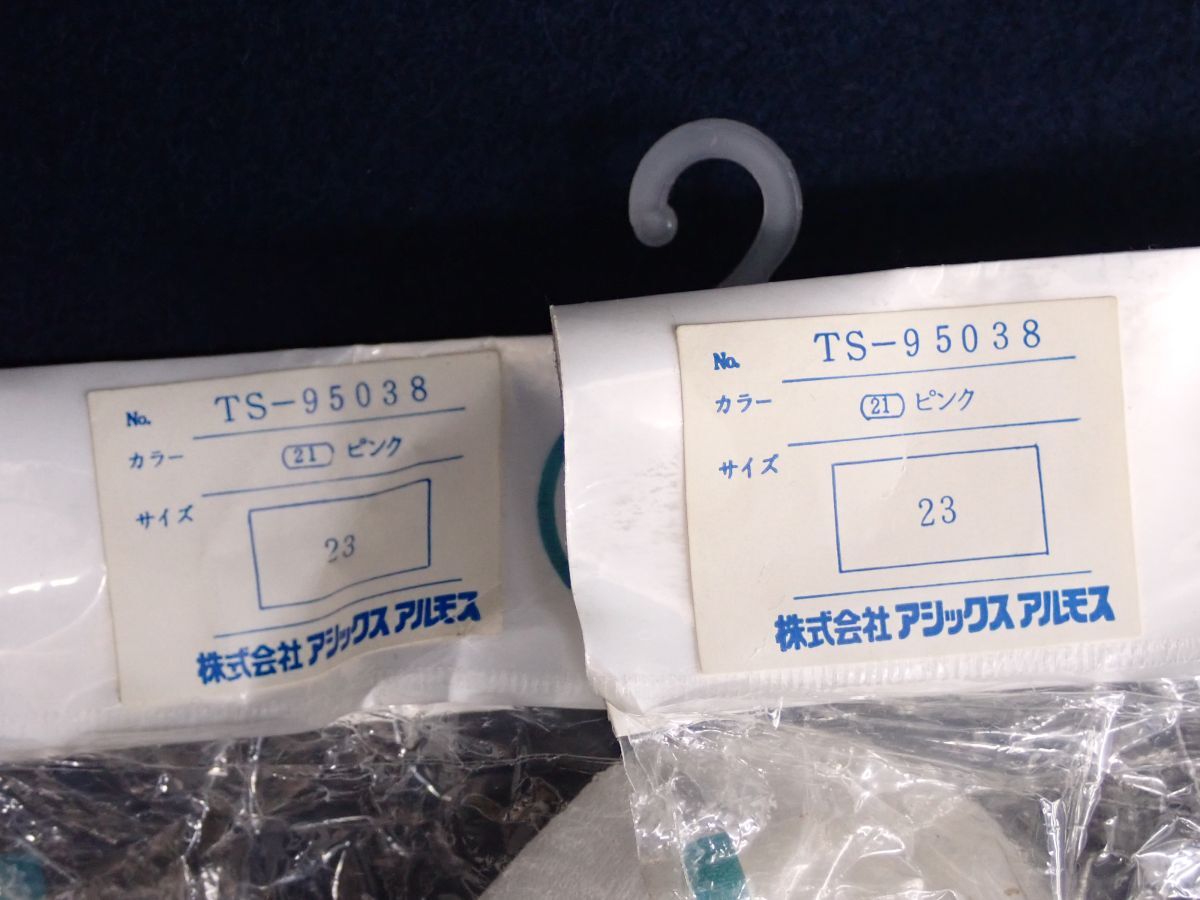 No. TS-95038
カラー 21 ピンク
サイズ 23
株式会社 アシックス アルモス
No. TS-95038
カラー 21 ピンク
サイズ 23
株式会社 アシックス アルモス